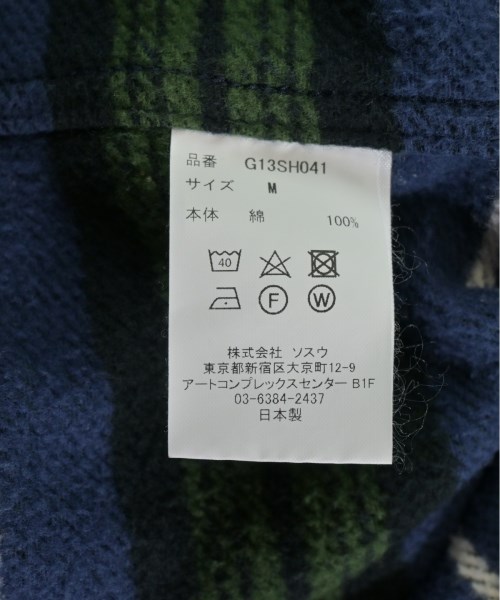 品番 G13SH041
サイズ M
本体 綿 100%
40
F W
株式会社 ソスウ
東京都新宿区大京町12-9
アートコンプレックスセンター B1F
03-6384-2437
日本製